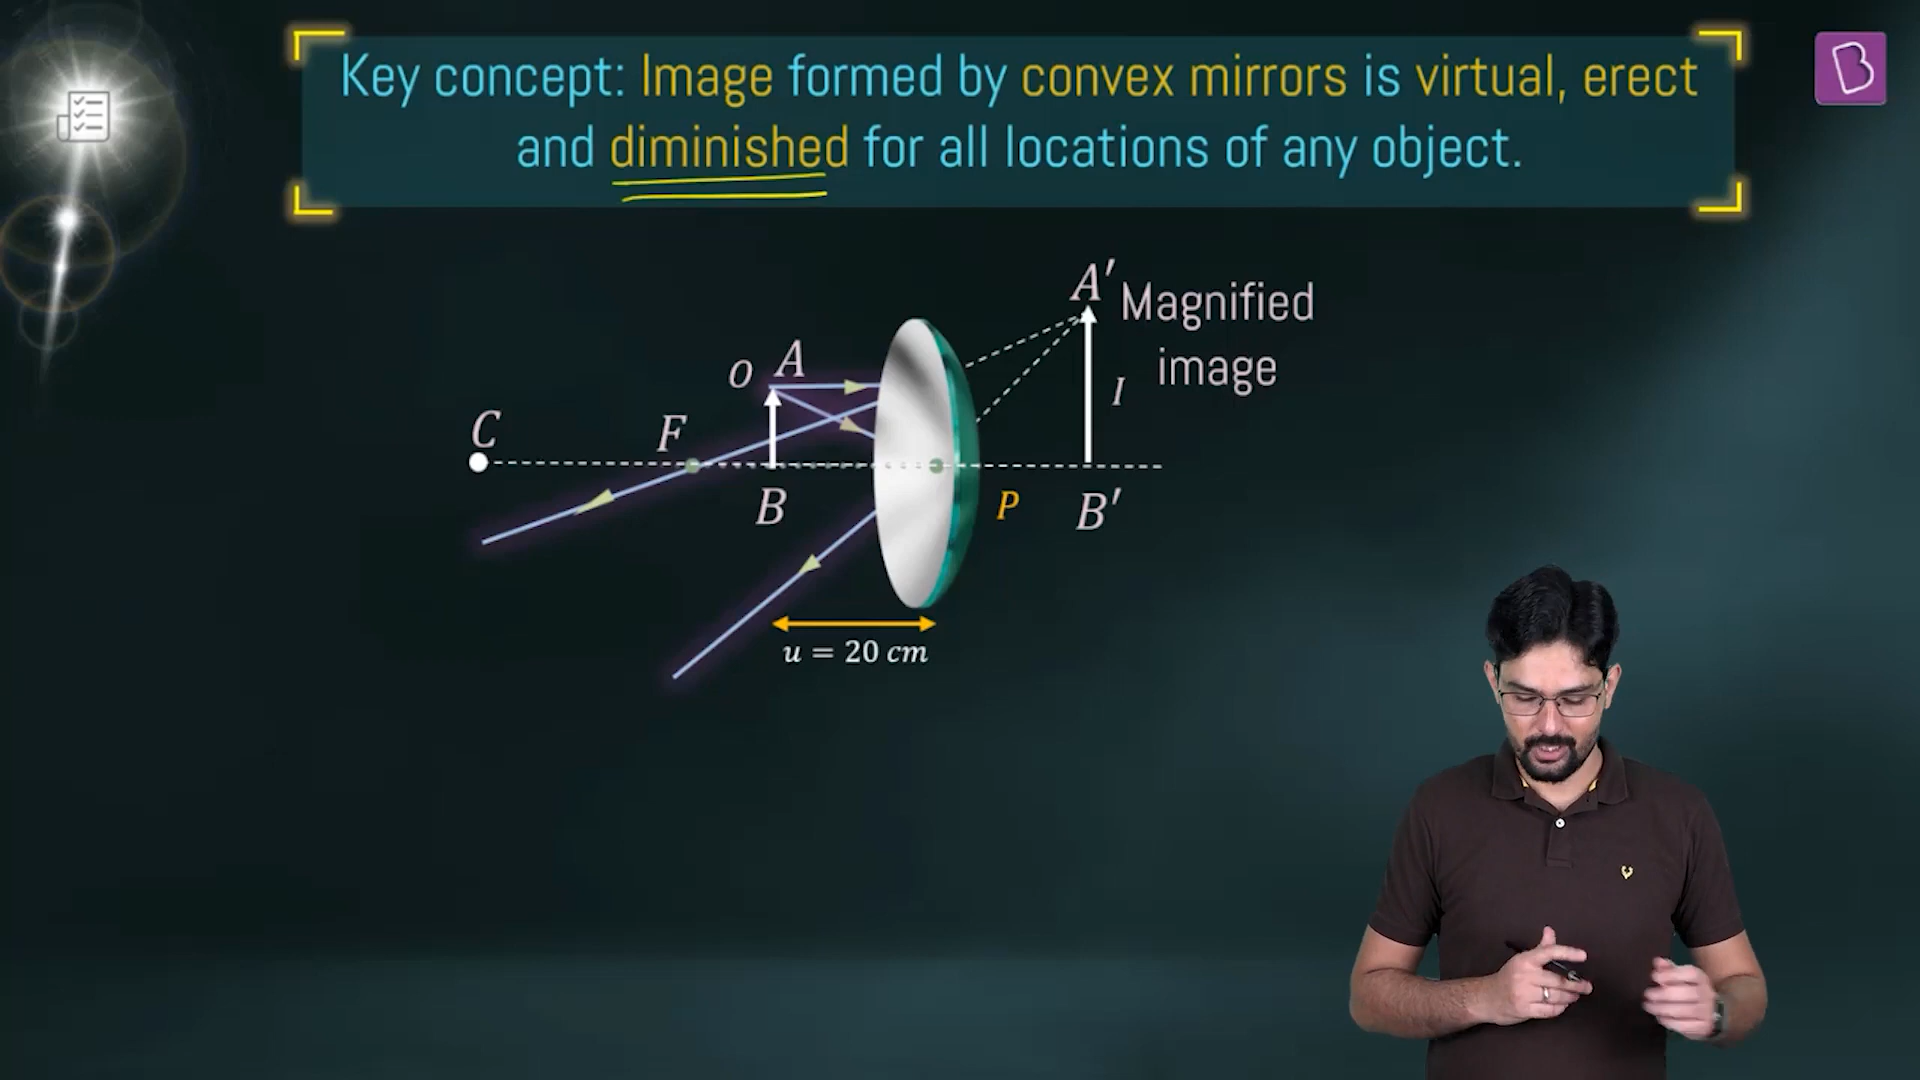 Key concept: Image formed by convex mirrors is virtual, erect
and diminished for all locations of any object.
A′ Magnified
image
O A
I
C
F
B
P
B′
u = 20 cm
B